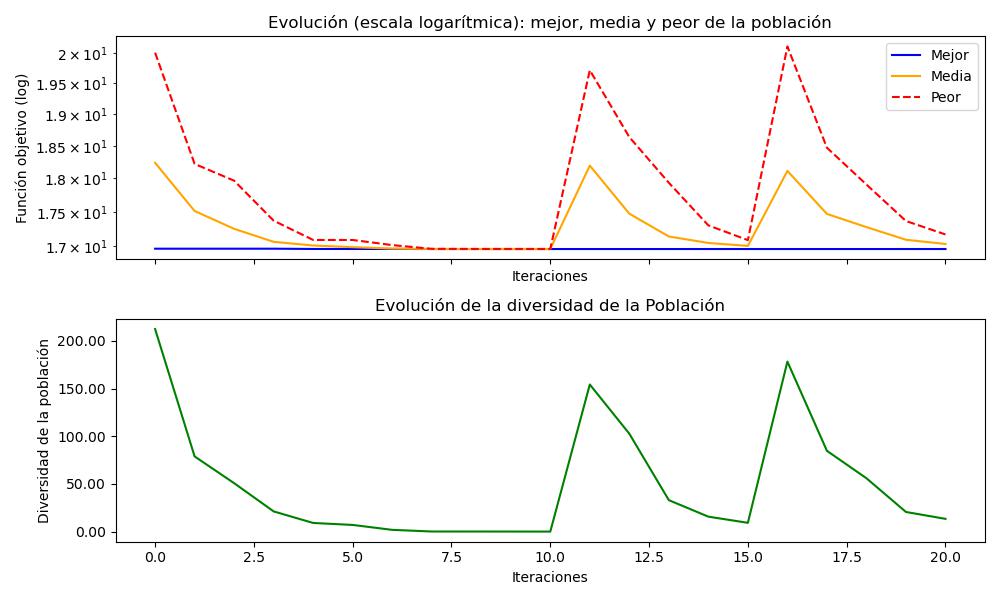 Evolución (escala logarítmica): mejor, media y peor de la población
Función objetivo (log)
2 × 10¹
1.95 × 10¹
1.9 × 10¹
1.85 × 10¹
1.8 × 10¹
1.75 × 10¹
1.7 × 10¹
Mejor
Media
Peor
Iteraciones
Evolución de la diversidad de la Población
Diversidad de la población
200.00
150.00
100.00
50.00
0.00
0.0 2.5 5.0 7.5 10.0 12.5 15.0 17.5 20.0
Iteraciones